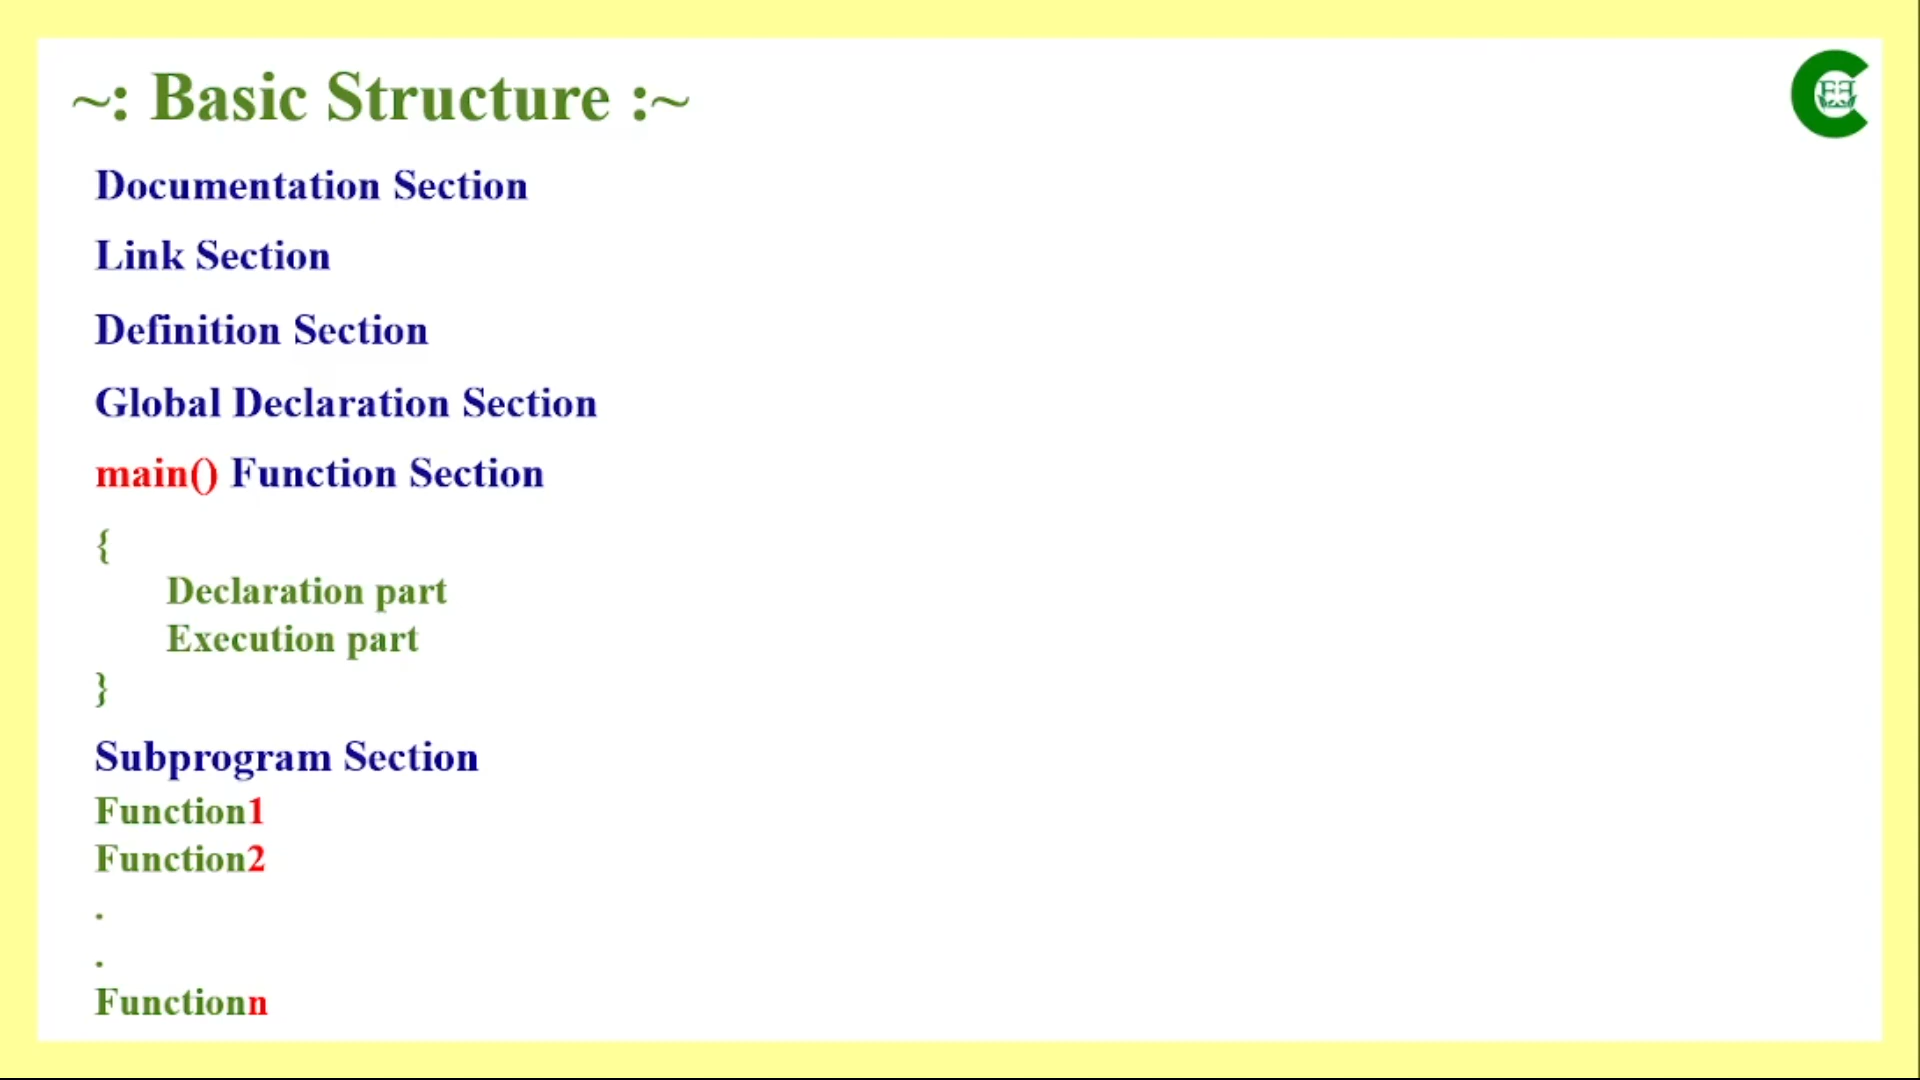 ~: Basic Structure :~
Documentation Section
Link Section
Definition Section
Global Declaration Section
main() Function Section
{
Declaration part
Execution part
}
Subprogram Section
Function1
Function2
.
.
Functionn